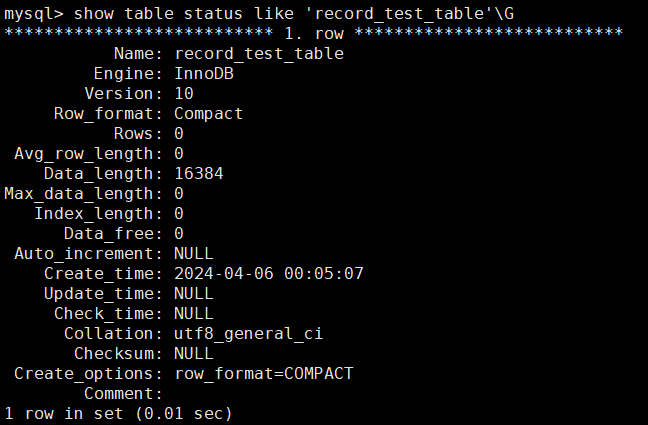 mysql> show table status like 'record_test_table'\G
*************************** 1. row ***************************
           Name: record_test_table
         Engine: InnoDB
        Version: 10
     Row_format: Compact
           Rows: 0
 Avg_row_length: 0
    Data_length: 16384
Max_data_length: 0
   Index_length: 0
      Data_free: 0
 Auto_increment: NULL
    Create_time: 2024-04-06 00:05:07
    Update_time: NULL
     Check_time: NULL
      Collation: utf8_general_ci
       Checksum: NULL
 Create_options: row_format=COMPACT
        Comment:
1 row in set (0.01 sec)